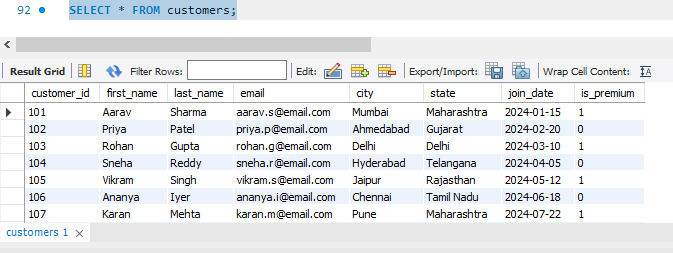 92 SELECT * FROM customers;
Result Grid Filter Rows: Edit: Export/Import: Wrap Cell Content: IA
customer_id first_name last_name email city state join_date is_premium
101 Aarav Sharma aarav.s@email.com Mumbai Maharashtra 2024-01-15 1
102 Priya Patel priya.p@email.com Ahmedabad Gujarat 2024-02-20 0
103 Rohan Gupta rohan.g@email.com Delhi Delhi 2024-03-10 1
104 Sneha Reddy sneha.r@email.com Hyderabad Telangana 2024-04-05 0
105 Vikram Singh vikram.s@email.com Jaipur Rajasthan 2024-05-12 1
106 Ananya Iyer ananya.i@email.com Chennai Tamil Nadu 2024-06-18 0
107 Karan Mehta karan.m@email.com Pune Maharashtra 2024-07-22 1
customers 1